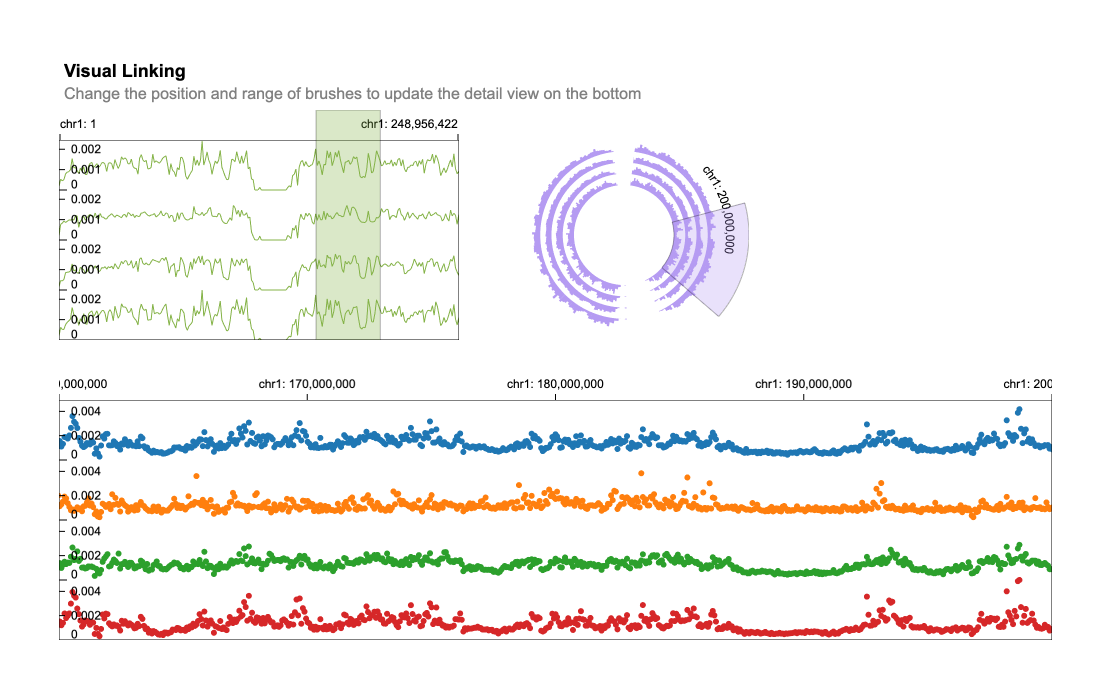 Visual Linking
Change the position and range of brushes to update the detail view on the bottom
chr1: 1
chr1: 248,956,422
0.002
0.001
0
0.002
0.001
0.002
0.001
0.002
0.001
0
chr1: 200,000,000
0,000,000
chr1: 170,000,000
chr1: 180,000,000
chr1: 190,000,000
chr1: 200
0.004
0.002
0
0.004
0.002
0
0.004
0.002
0
0.004
0.002
0